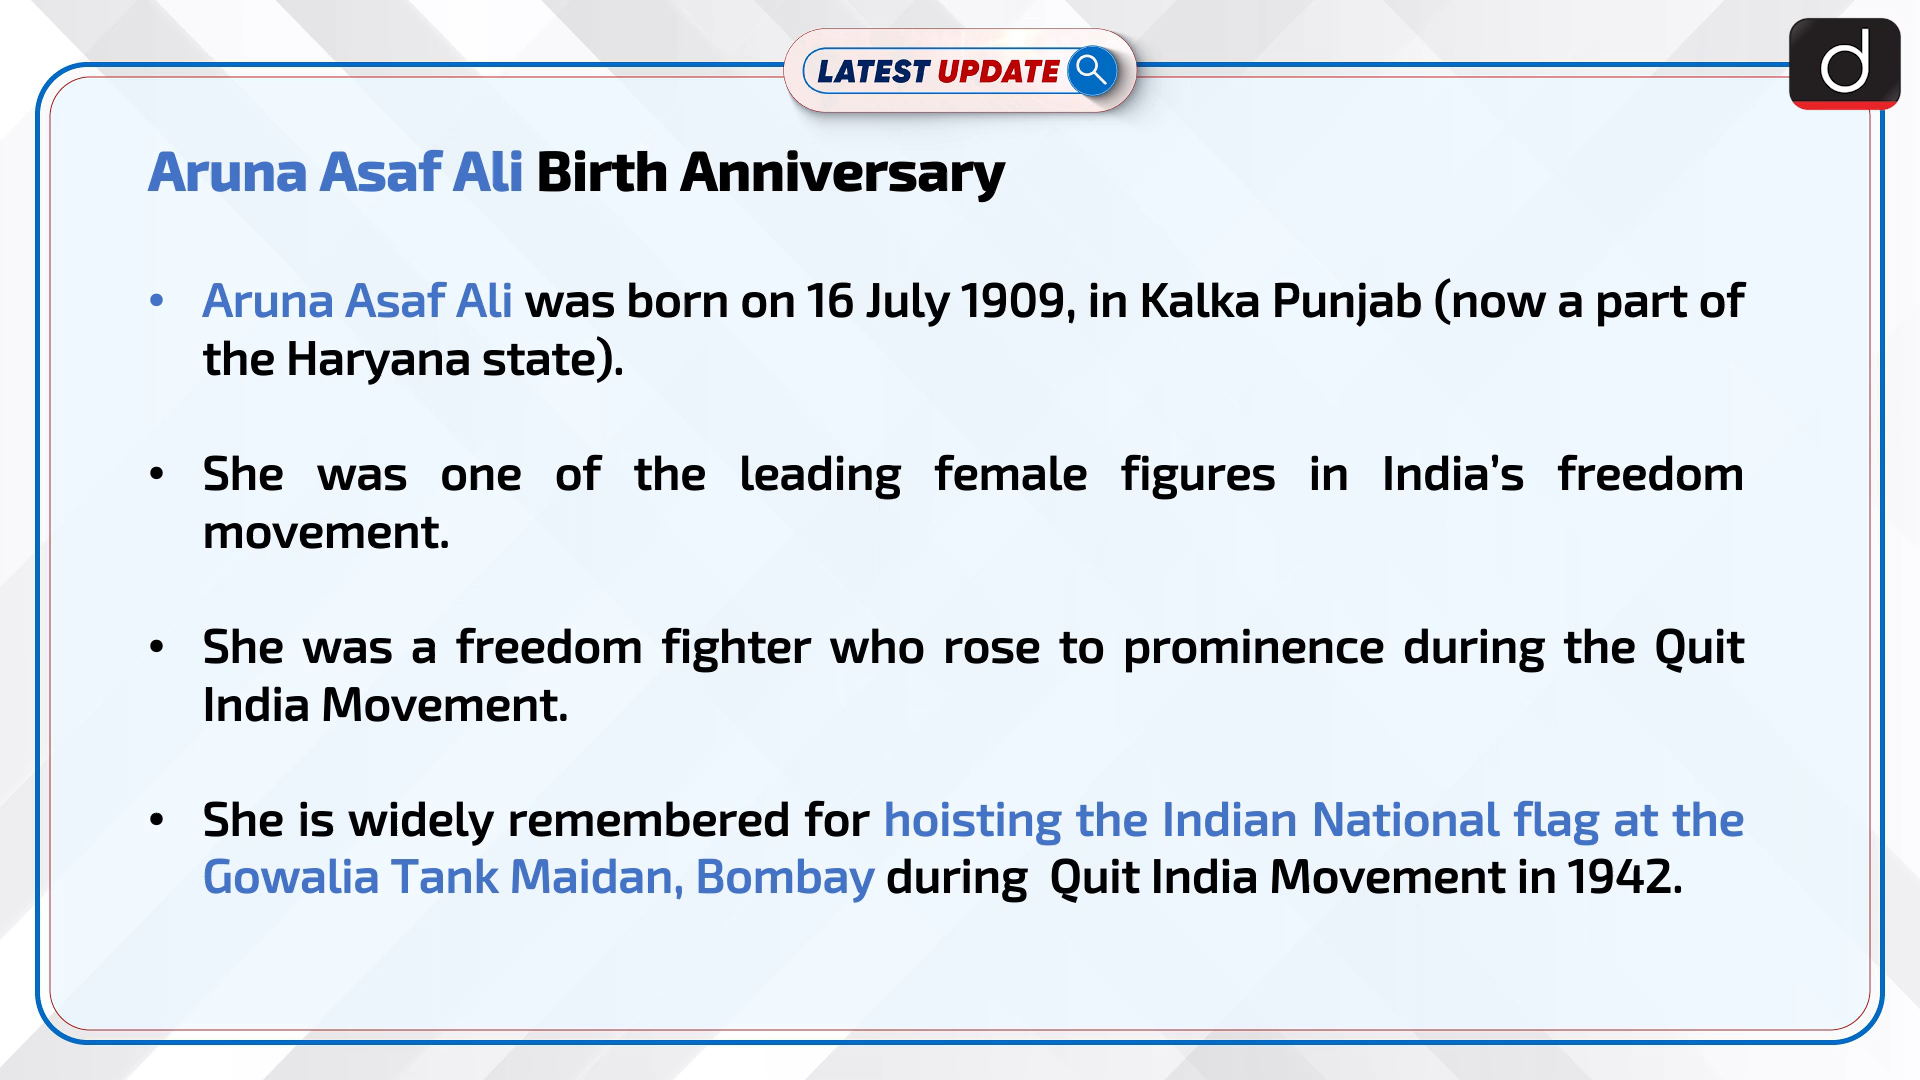 LATEST UPDATE
d
Aruna Asaf Ali Birth Anniversary
• Aruna Asaf Ali was born on 16 July 1909, in Kalka Punjab (now a part of
the Haryana state).
• She was one of the leading female figures in India’s freedom
movement.
• She was a freedom fighter who rose to prominence during the Quit
India Movement.
• She is widely remembered for hoisting the Indian National flag at the
Gowalia Tank Maidan, Bombay during  Quit India Movement in 1942.